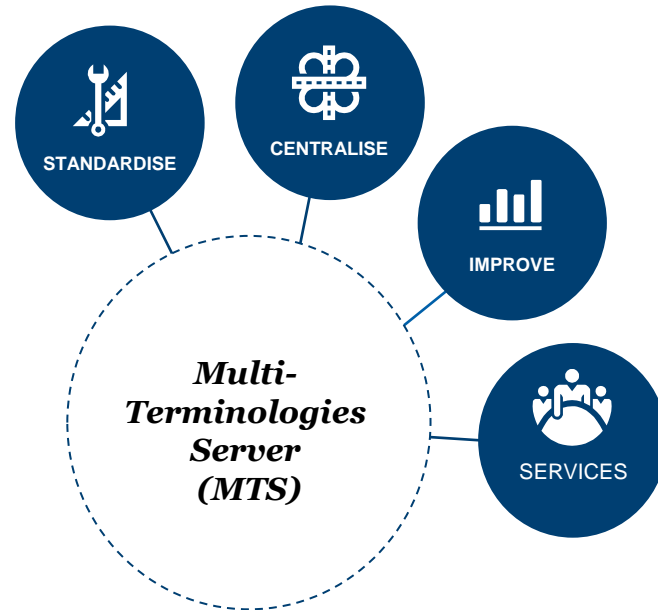 STANDARDISE
CENTRALISE
IMPROVE
SERVICES
Multi-
Terminologies
Server
(MTS)